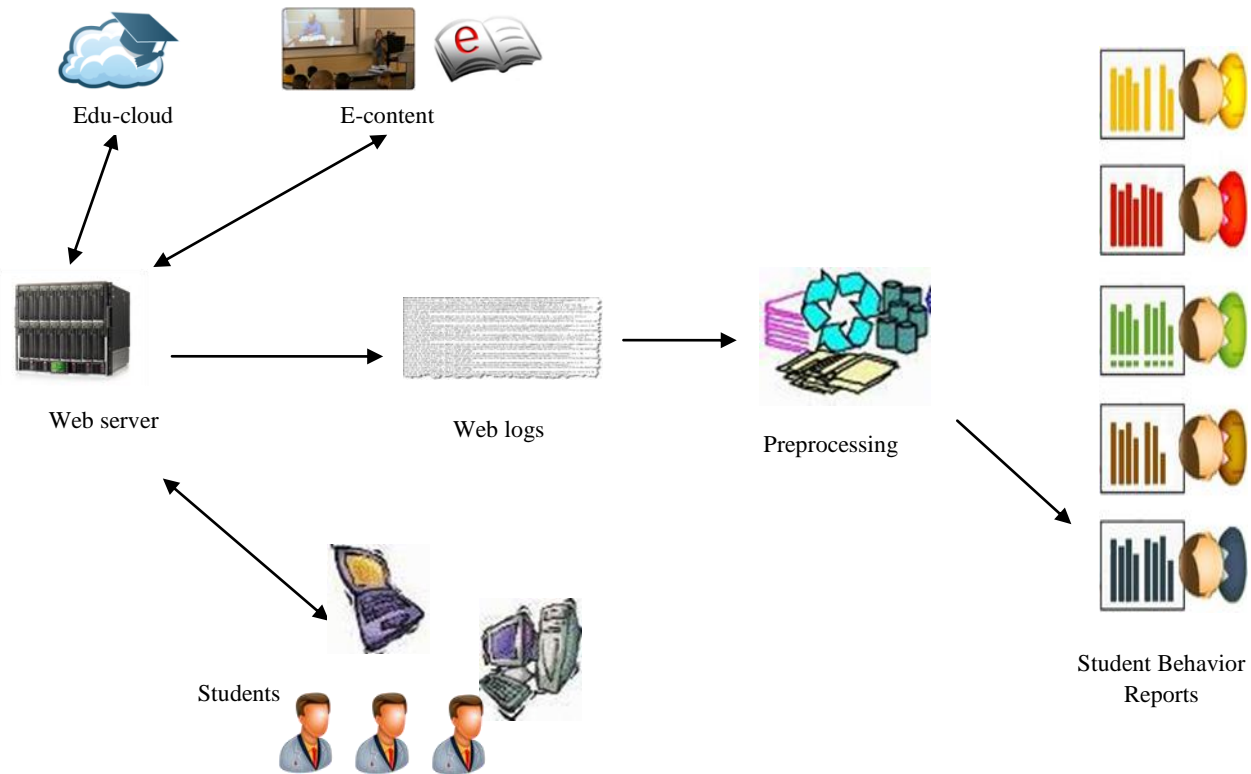 Edu-cloud
E-content
e
Web server
Web logs
Preprocessing
Students
Student Behavior
Reports